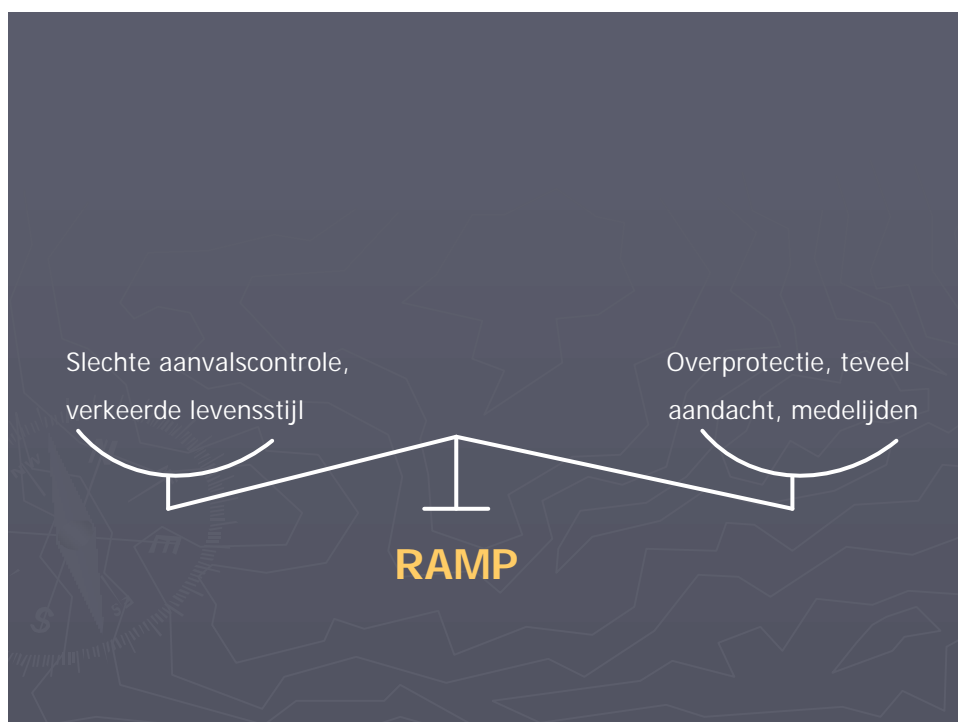 Slechte aanvalscontrole,
verkeerde levensstijl
Overprotectie, teveel
aandacht, medelijden
RAMP
E
S